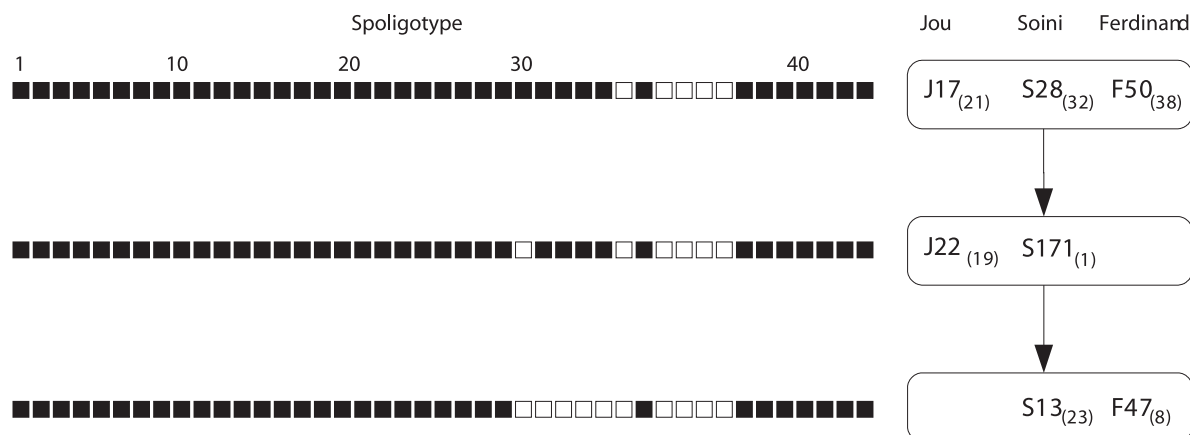 Spoligotype Jou Soini Ferdinand
1 10 20 30 40
J17(21) S28(32) F50(38)
J22 (19) S171(1)
S13(23) F47(8)